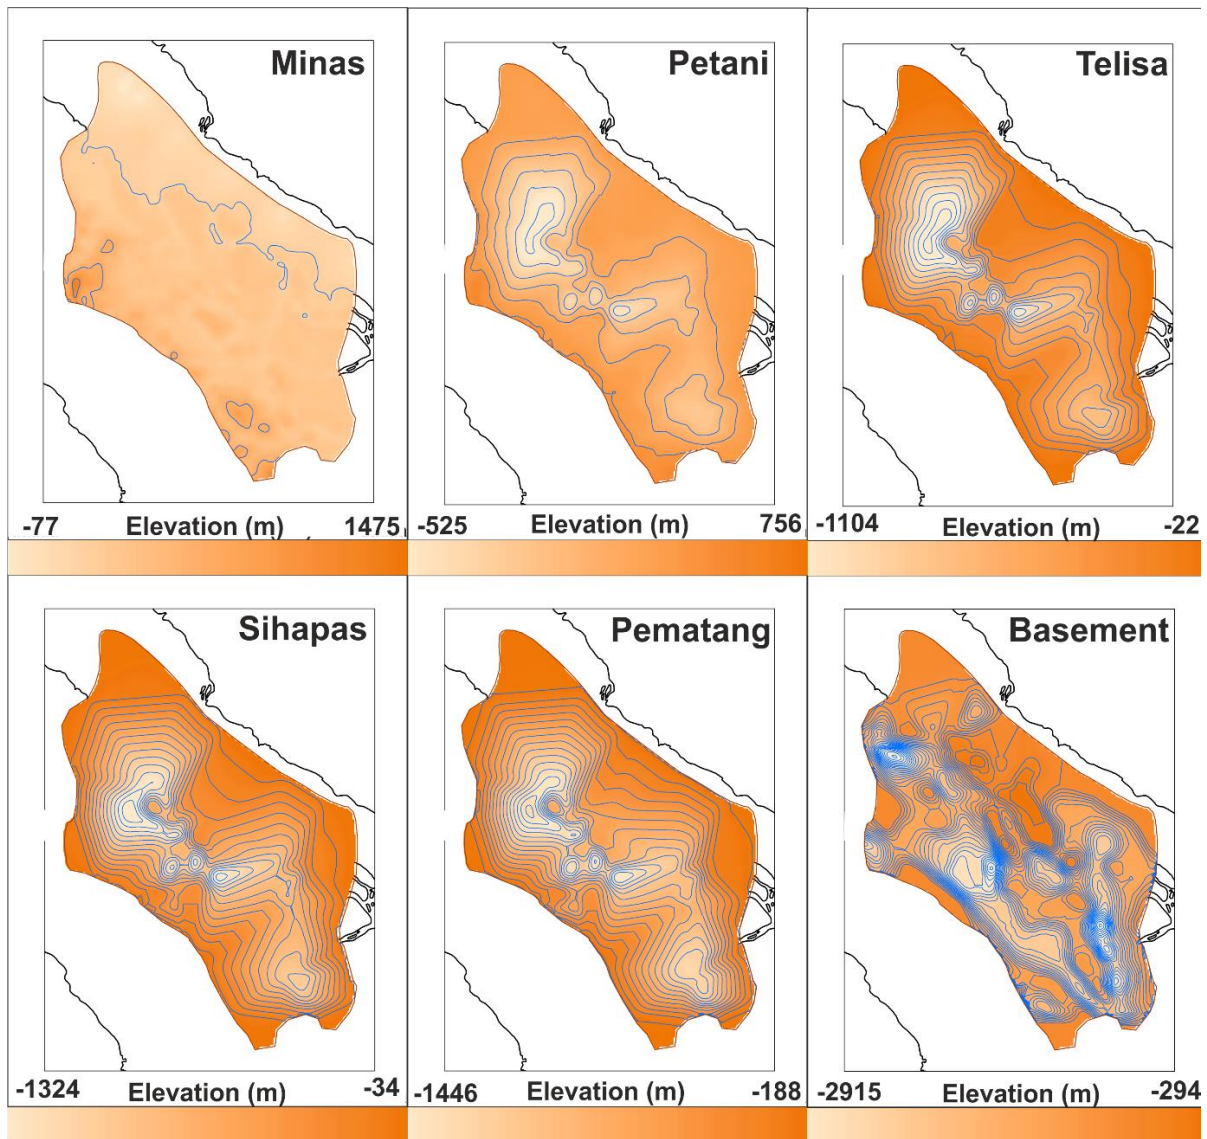 Minas
Petani
Telisa
-77 Elevation (m) 1475
-525 Elevation (m) 756
-1104 Elevation (m) -22
Sihapas
Pematang
Basement
-1324 Elevation (m) -34
-1446 Elevation (m) -188
-2915 Elevation (m) -294